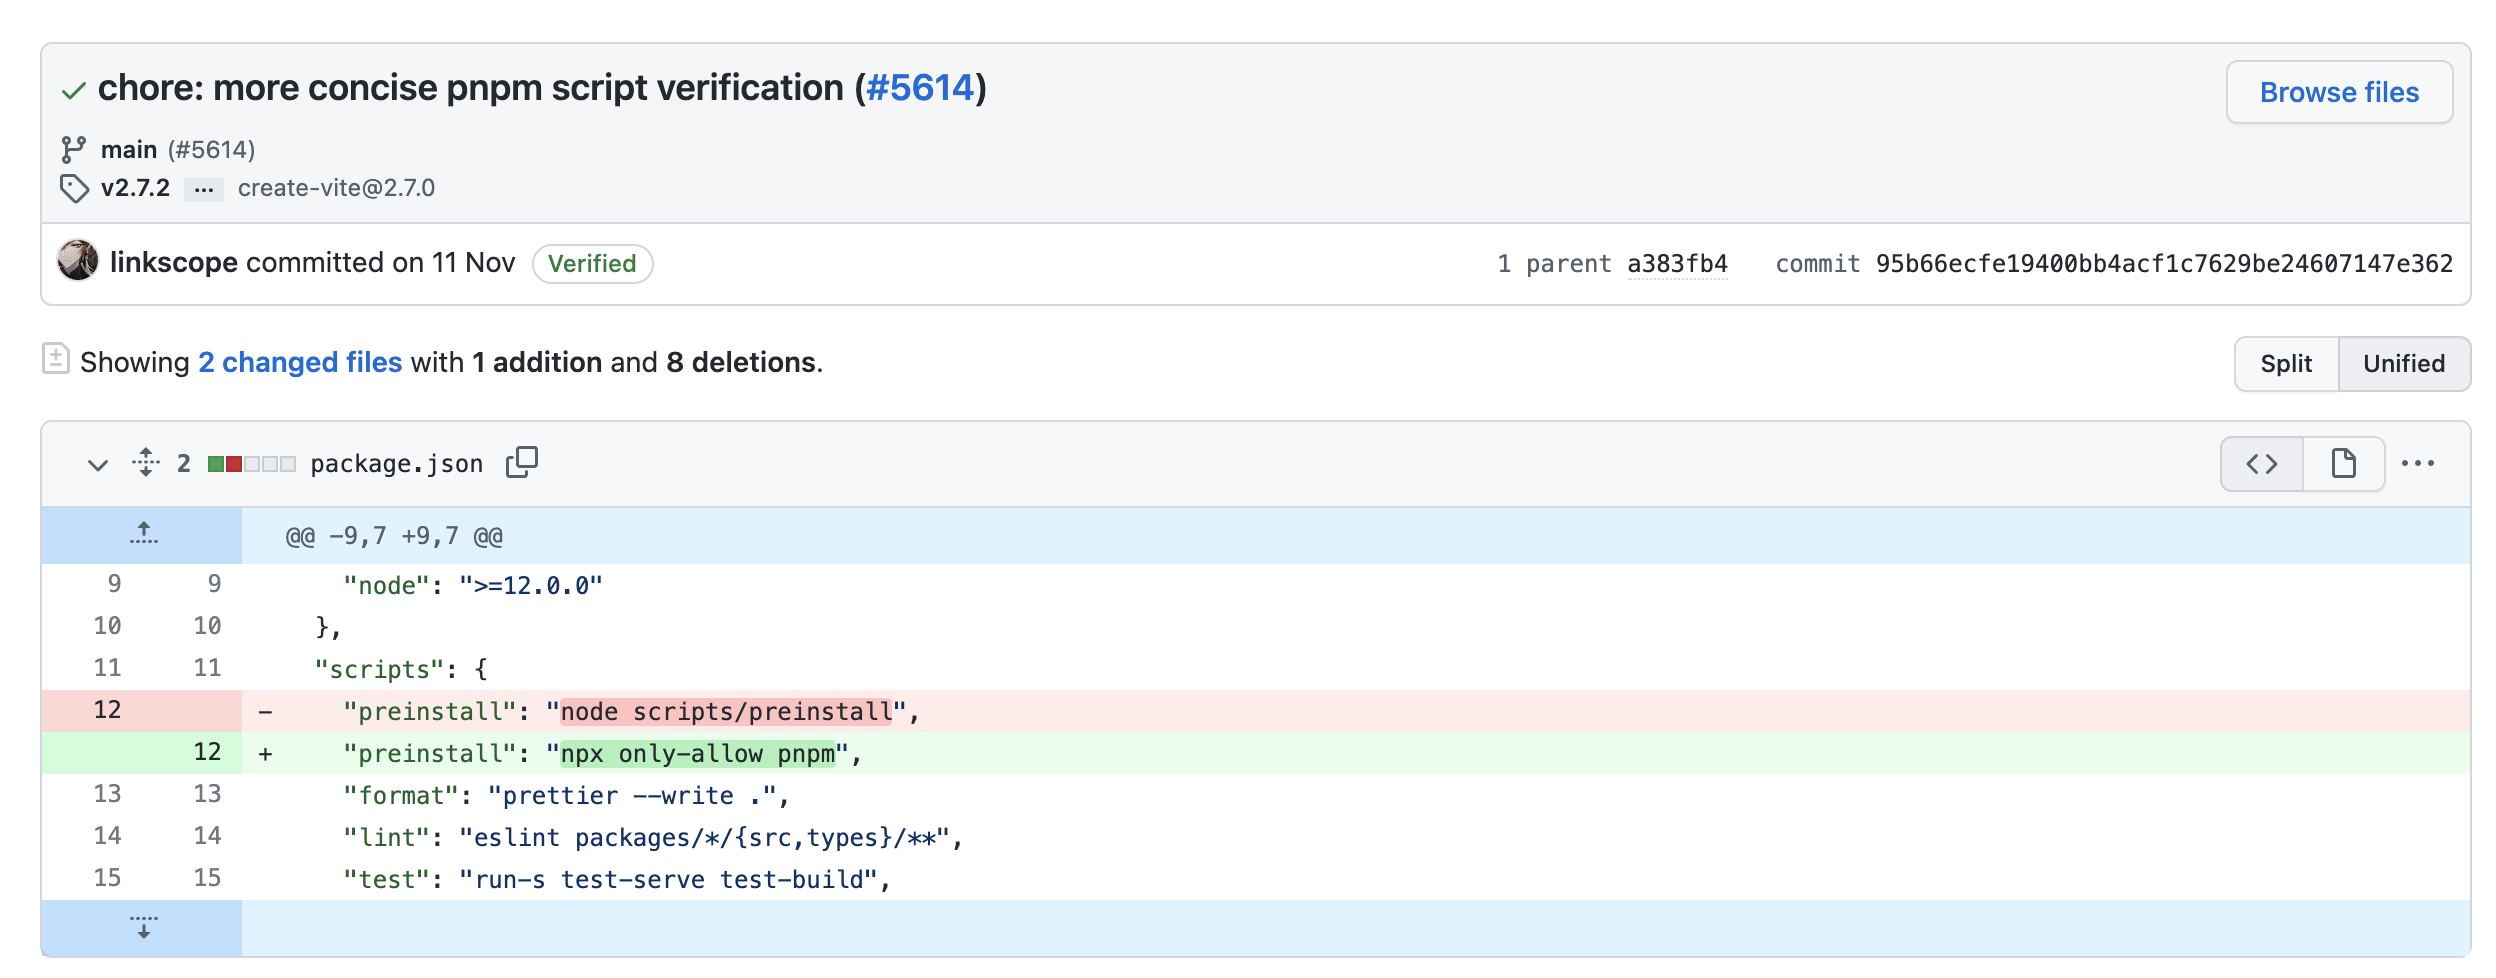 chore: more concise pnpm script verification (#5614)
Browse files
main (#5614)
v2.7.2 ... create-vite@2.7.0
linkscope committed on 11 Nov Verified 1 parent a383fb4 commit 95b66ecfe19400bb4acf1c7629be24607147e362
Showing 2 changed files with 1 addition and 8 deletions.
Split Unified
2 package.json
@@ -9,7 +9,7 @@
9 9 "node": ">=12.0.0"
10 10 },
11 11 "scripts": {
12 - "preinstall": "node scripts/preinstall",
12 + "preinstall": "npx only-allow pnpm",
13 13 "format": "prettier --write .",
14 14 "lint": "eslint packages/*/{src,types}/**",
15 15 "test": "run-s test-serve test-build",